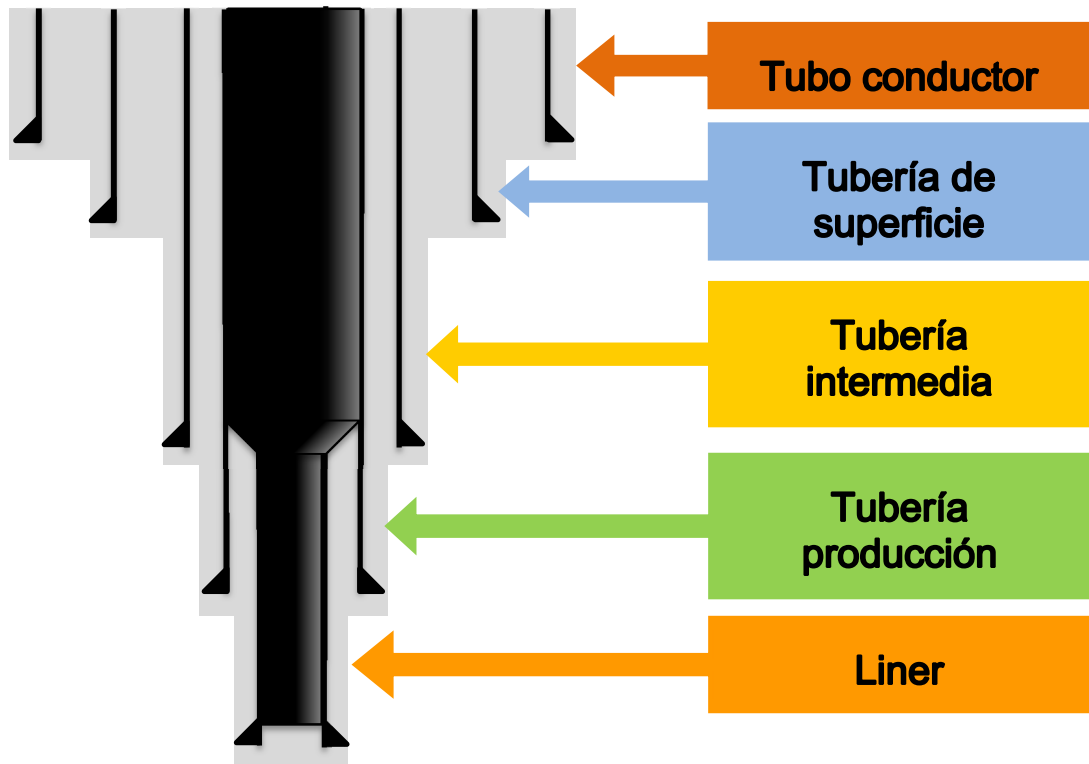 Tubo conductor
Tubería de
superficie
Tubería
intermedia
Tubería
producción
Liner